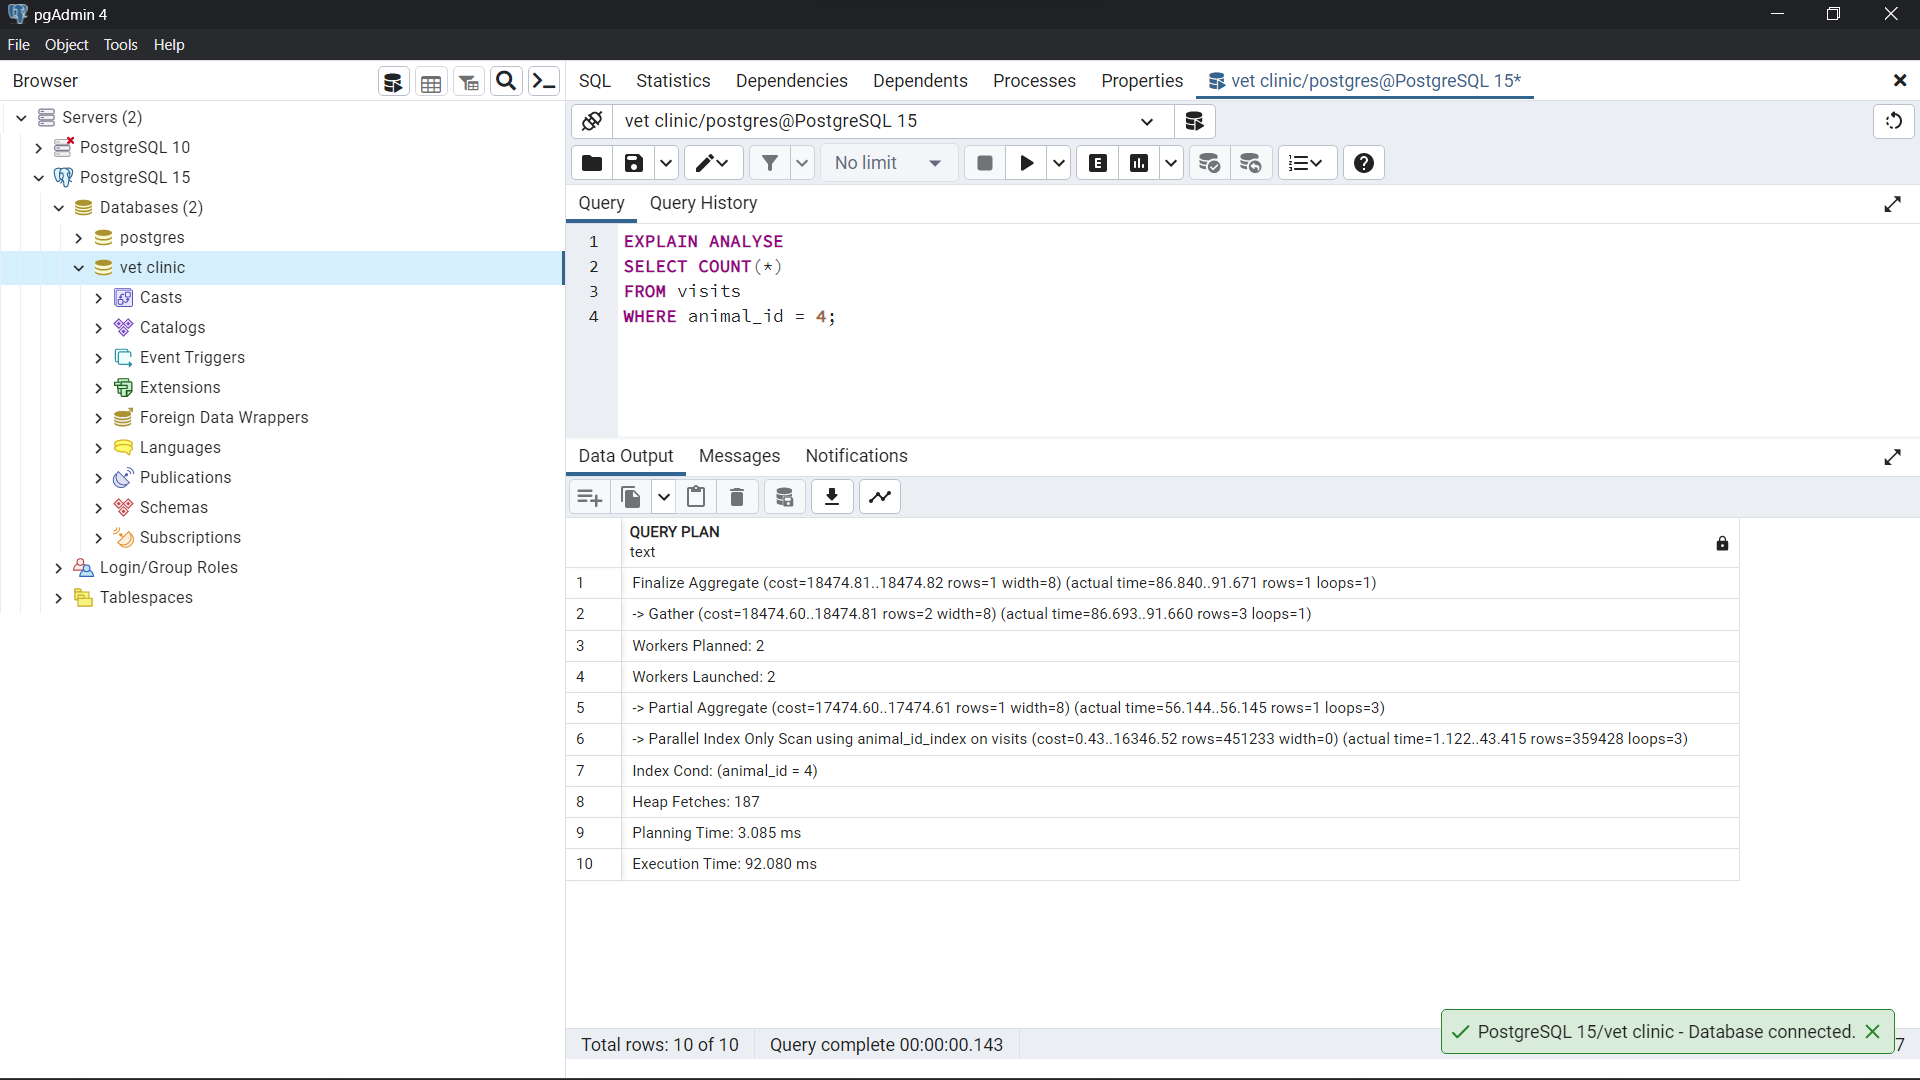 pgAdmin 4
File Object Tools Help
Browser
SQL Statistics Dependencies Dependents Processes Properties vet clinic/postgres@PostgreSQL 15*
Servers (2)
PostgreSQL 10
PostgreSQL 15
Databases (2)
postgres
vet clinic
Casts
Catalogs
Event Triggers
Extensions
Foreign Data Wrappers
Languages
Publications
Schemas
Subscriptions
Login/Group Roles
Tablespaces
vet clinic/postgres@PostgreSQL 15
No limit
E
Query Query History
1 EXPLAIN ANALYSE
2 SELECT COUNT(*)
3 FROM visits
4 WHERE animal_id = 4;
Data Output Messages Notifications
QUERY PLAN
text
1 Finalize Aggregate (cost=18474.81..18474.82 rows=1 width=8) (actual time=86.840..91.671 rows=1 loops=1)
2 -> Gather (cost=18474.60..18474.81 rows=2 width=8) (actual time=86.693..91.660 rows=3 loops=1)
3 Workers Planned: 2
4 Workers Launched: 2
5 -> Partial Aggregate (cost=17474.60..17474.61 rows=1 width=8) (actual time=56.144..56.145 rows=1 loops=3)
6 -> Parallel Index Only Scan using animal_id_index on visits (cost=0.43..16346.52 rows=451233 width=0) (actual time=1.122..43.415 rows=359428 loops=3)
7 Index Cond: (animal_id = 4)
8 Heap Fetches: 187
9 Planning Time: 3.085 ms
10 Execution Time: 92.080 ms
PostgreSQL 15/vet clinic - Database connected.
Total rows: 10 of 10 Query complete 00:00:00.143 7